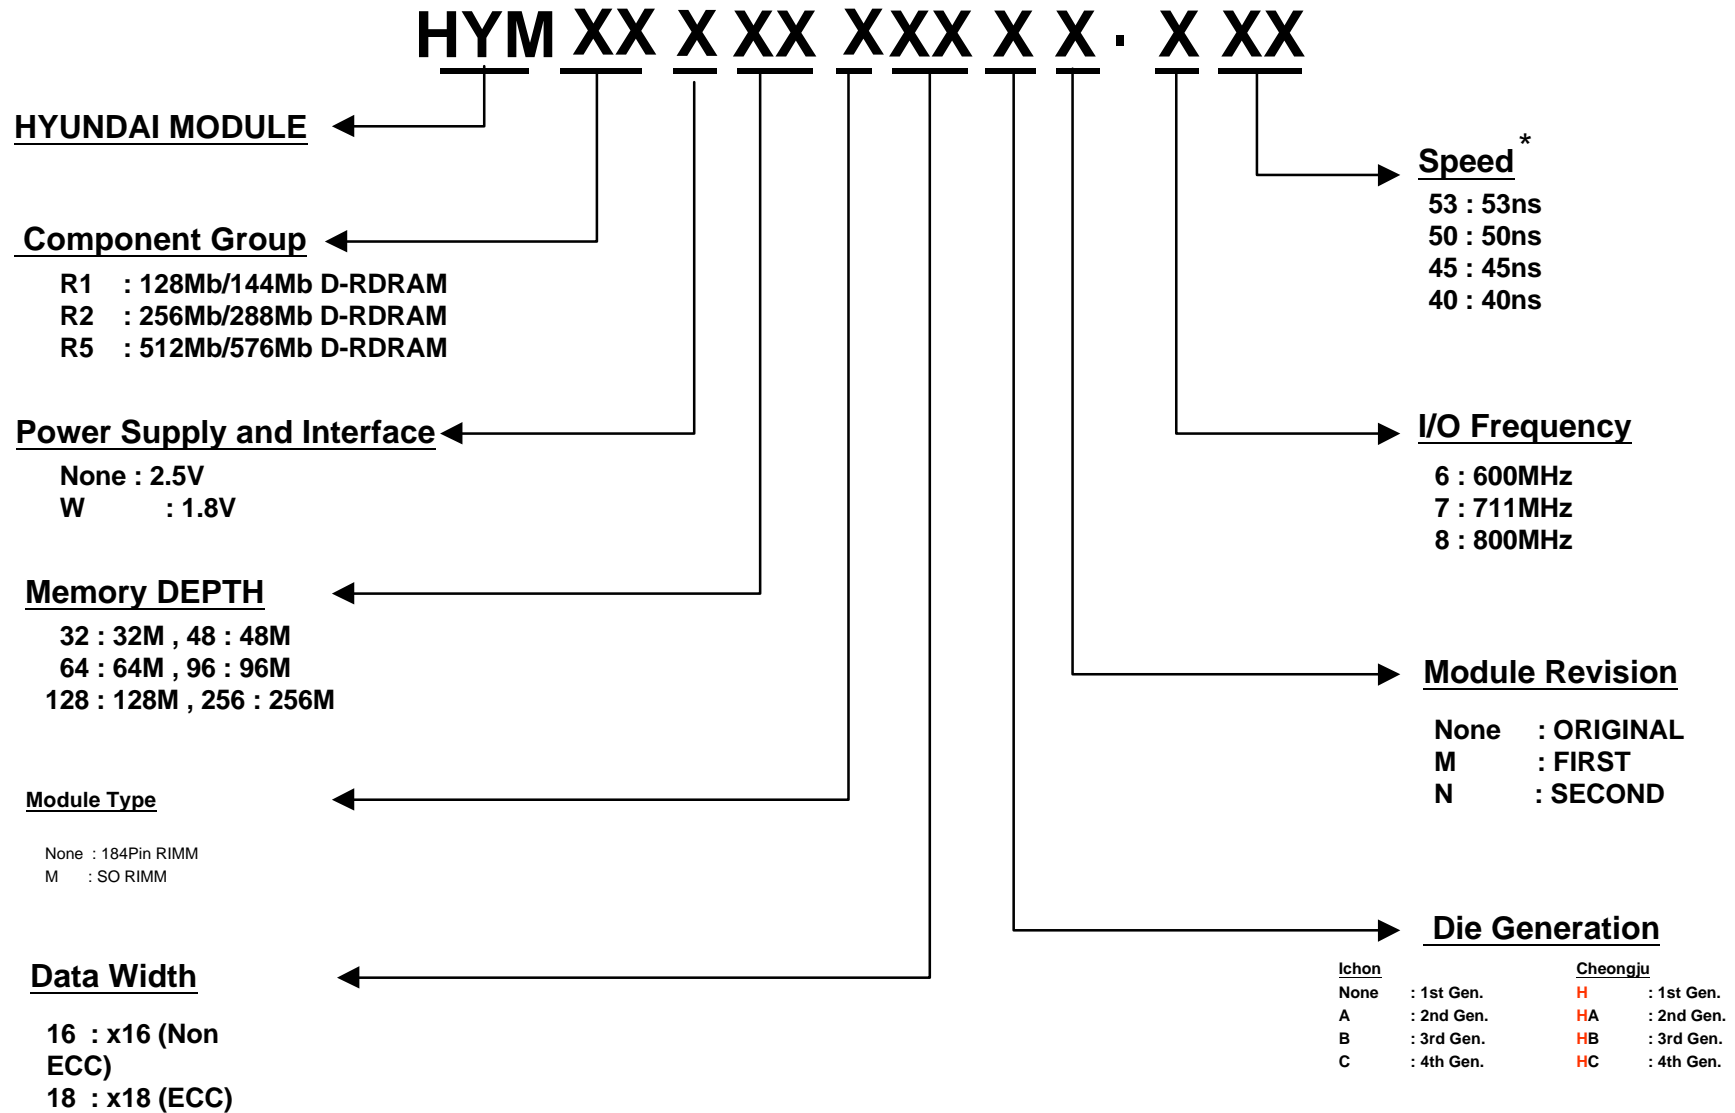 HYM XX X XX X XX X X · X XX
HYUNDAI MODULE
Component Group
R1 : 128Mb/144Mb D-RDRAM
R2 : 256Mb/288Mb D-RDRAM
R5 : 512Mb/576Mb D-RDRAM
Power Supply and Interface
None : 2.5V
W : 1.8V
Memory DEPTH
32 : 32M , 48 : 48M
64 : 64M , 96 : 96M
128 : 128M , 256 : 256M
Module Type
None : 184Pin RIMM
M : SO RIMM
Data Width
16 : x16 (Non
ECC)
18 : x18 (ECC)
Speed*
53 : 53ns
50 : 50ns
45 : 45ns
40 : 40ns
I/O Frequency
6 : 600MHz
7 : 711MHz
8 : 800MHz
Module Revision
None : ORIGINAL
M : FIRST
N : SECOND
Die Generation
Ichon Cheongju
None : 1st Gen. H : 1st Gen.
A : 2nd Gen. HA : 2nd Gen.
B : 3rd Gen. HB : 3rd Gen.
C : 4th Gen. HC : 4th Gen.